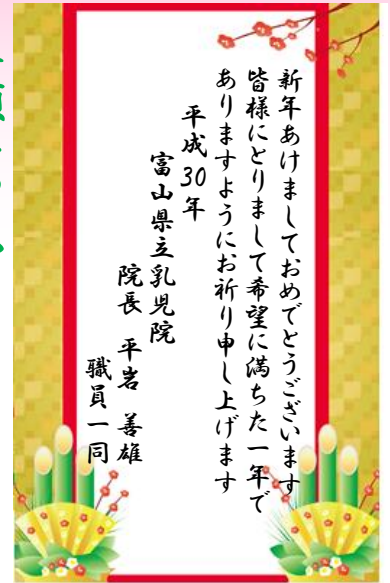 新年あけましておめでとうございます
皆様にとりまして希望に満ちた一年で
ありますようにお祈り申し上げます
平成30年
富山県立乳児院
院長 平岩 善雄
職員一同